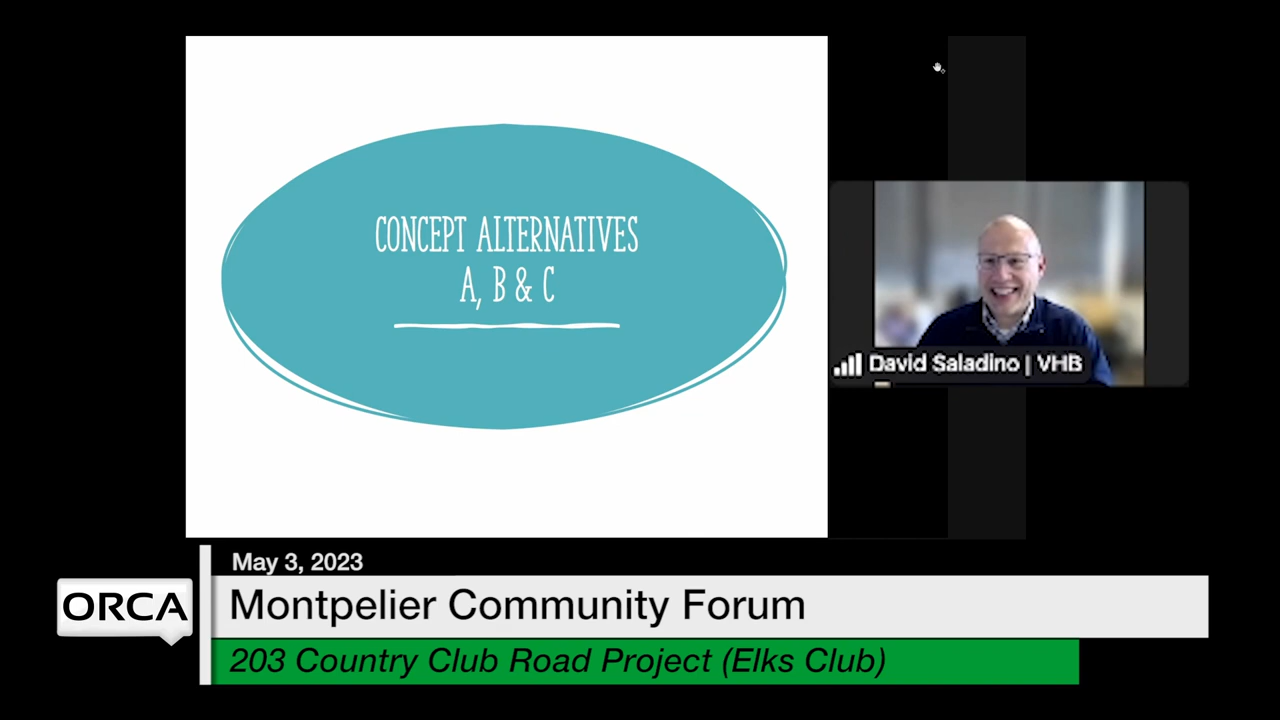 CONCEPT ALTERNATIVES
A, B & C
David Saladino | VHB
May 3, 2023
ORCA
Montpelier Community Forum
203 Country Club Road Project (Elks Club)